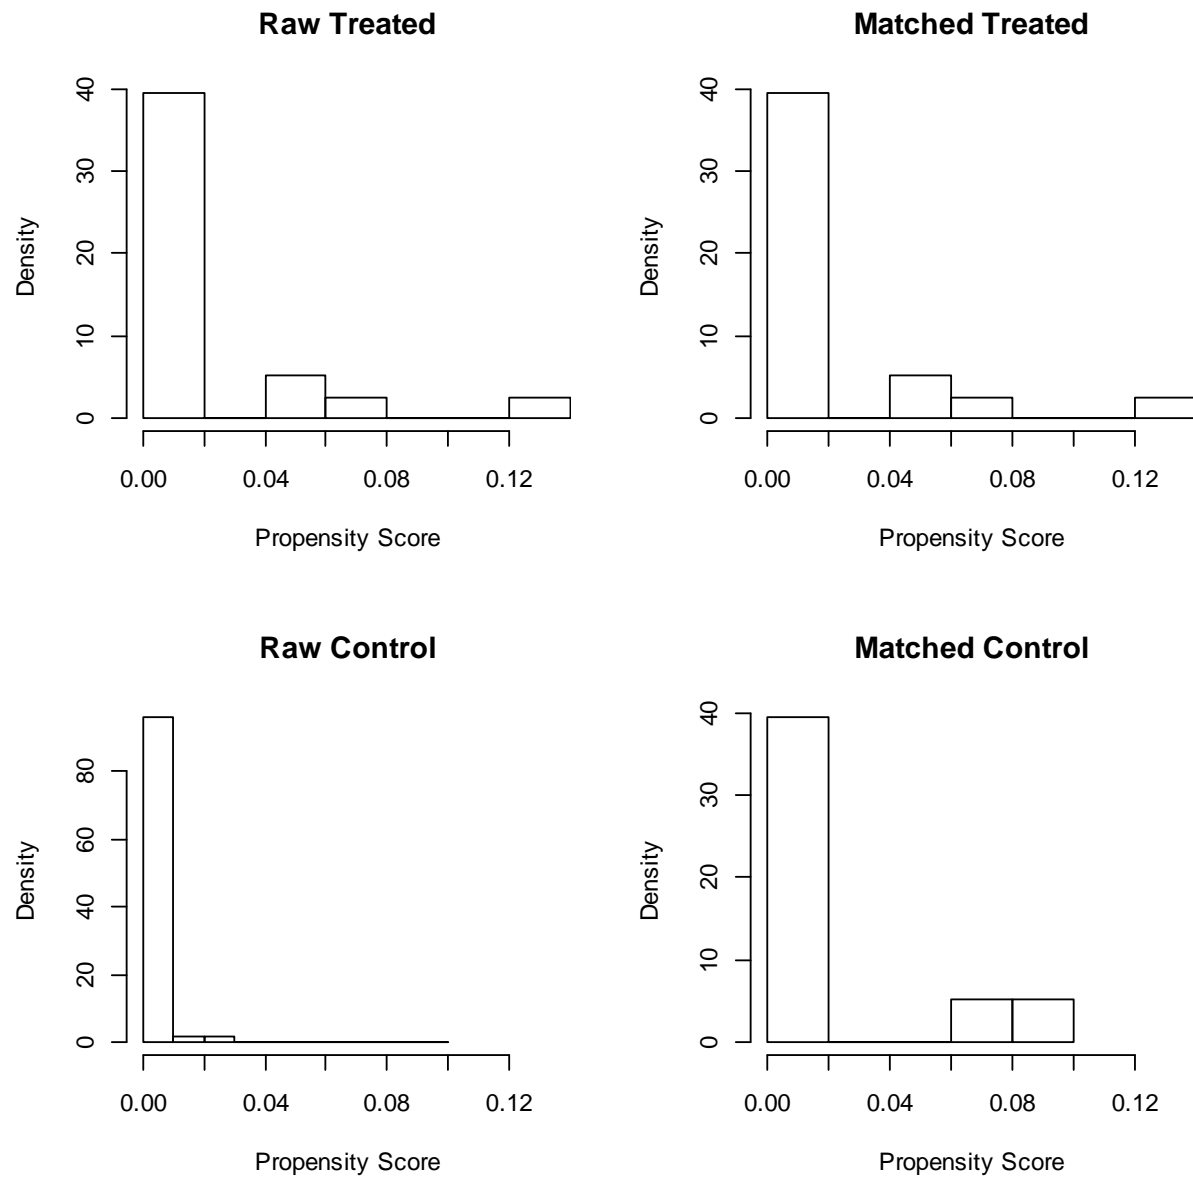 Raw Treated
Density
0 10 20 30 40
0.00 0.04 0.08 0.12
Propensity Score
Matched Treated
Density
0 10 20 30 40
0.00 0.04 0.08 0.12
Propensity Score
Raw Control
Density
0 20 40 60 80
0.00 0.04 0.08 0.12
Propensity Score
Matched Control
Density
0 10 20 30 40
0.00 0.04 0.08 0.12
Propensity Score